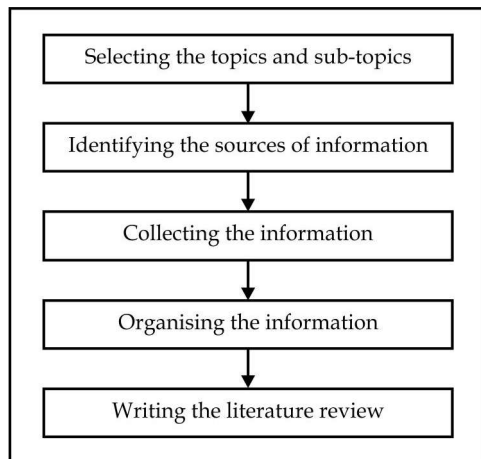 Selecting the topics and sub-topics
Identifying the sources of information
Collecting the information
Organising the information
Writing the literature review